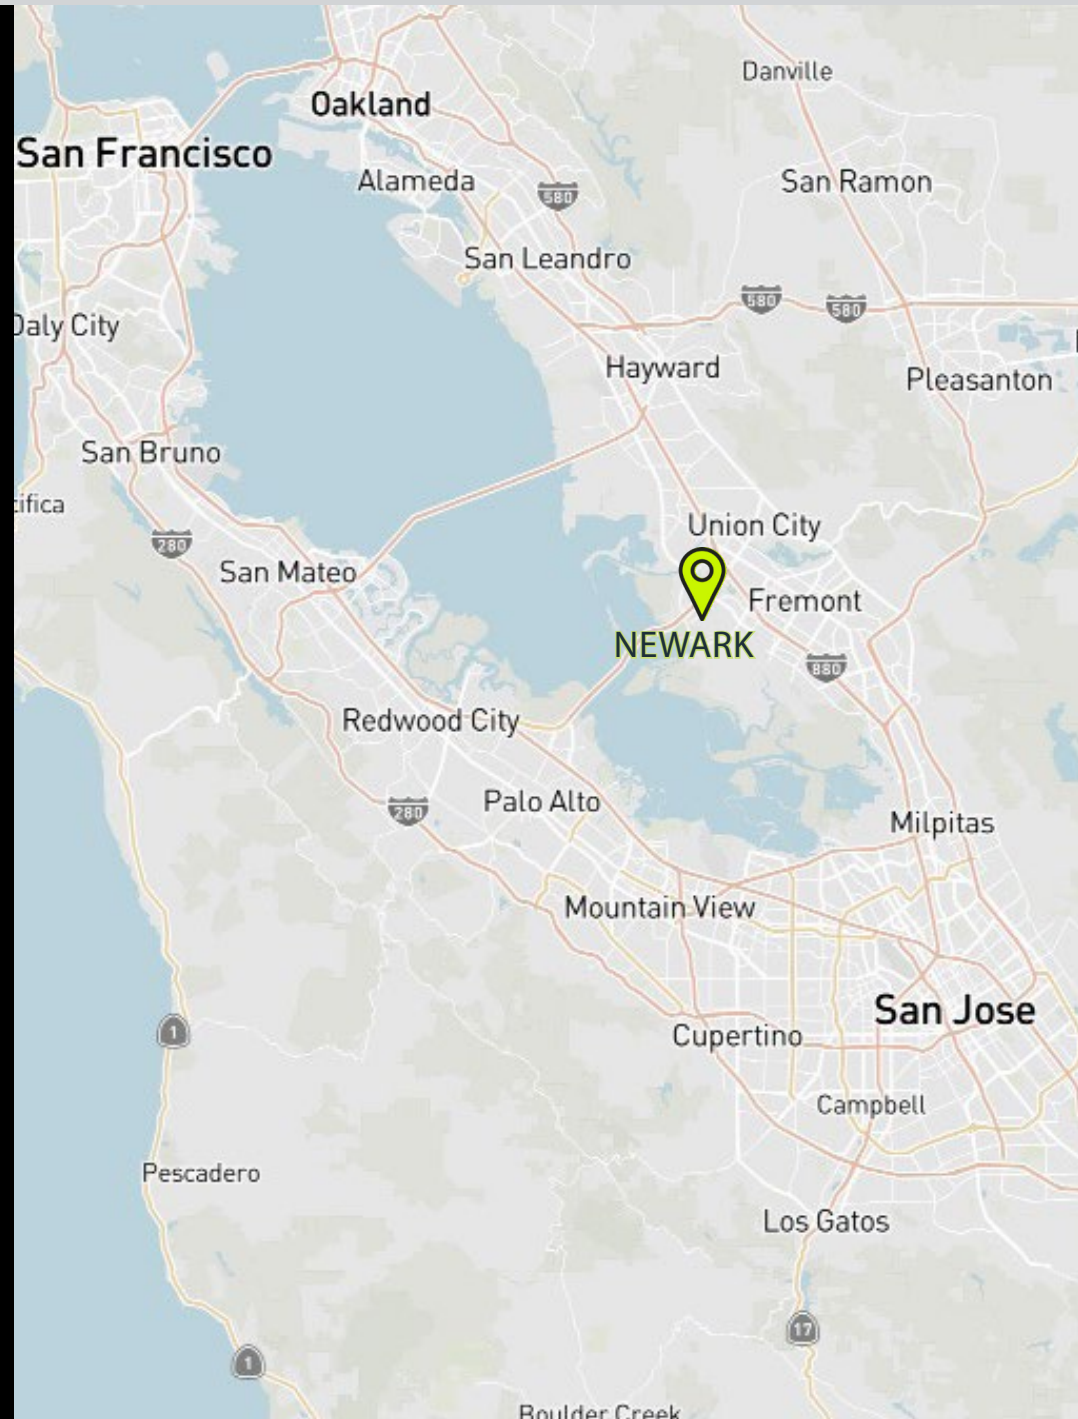 Danville
Oakland
San Francisco
Alameda
San Ramon
580
San Leandro
580
580
Daly City
Hayward
Pleasanton
San Bruno
cifica
Union City
280
San Mateo
Fremont
NEWARK
880
Redwood City
Palo Alto
280
Milpitas
Mountain View
San Jose
1
Cupertino
Campbell
Pescadero
Los Gatos
17
1
Boulder Creek